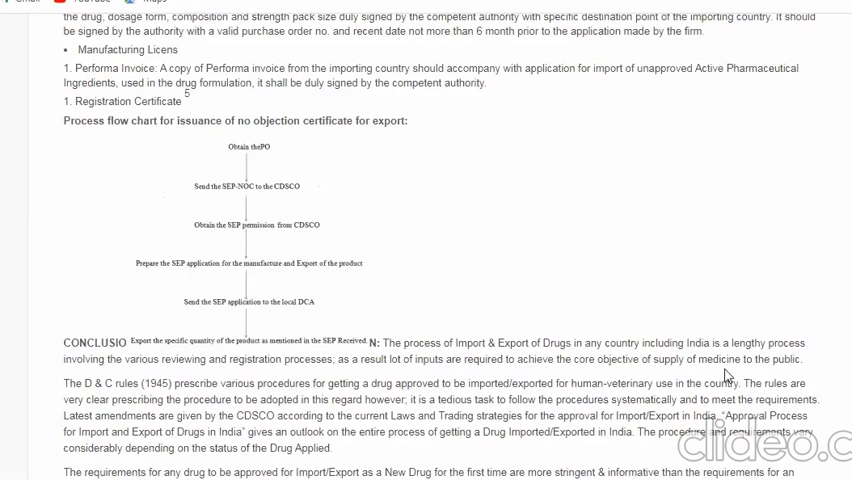 Gmail YouTube Maps
the drug, dosage form, composition and strength pack size duly signed by the competent authority with specific destination point of the importing country. It should
be signed by the authority with a valid purchase order no. and recent date not more than 6 month prior to the application made by the firm.
• Manufacturing Licens
1. Performa Invoice: A copy of Performa invoice from the importing country should accompany with application for import of unapproved Active Pharmaceutical
Ingredients, used in the drug formulation, it shall be duly signed by the competent authority.
1. Registration Certificate 5
Process flow chart for issuance of no objection certificate for export:
Obtain thePO
Send the SEP-NOC to the CDSCO
Obtain the SEP permission from CDSCO
Prepare the SEP application for the manufacture and Export of the product
Send the SEP application to the local DCA
CONCLUSIO Export the specific quantity of the product as mentioned in the SEP Received. N: The process of Import & Export of Drugs in any country including India is a lengthy process
involving the various reviewing and registration processes; as a result lot of inputs are required to achieve the core objective of supply of medicine to the public.
The D & C rules (1945) prescribe various procedures for getting a drug approved to be imported/exported for human-veterinary use in the country. The rules are
very clear prescribing the procedure to be adopted in this regard however; it is a tedious task to follow the procedures systematically and to meet the requirements.
Latest amendments are given by the CDSCO according to the current Laws and Trading strategies for the approval for Import/Export in India. “Approval Process
for Import and Export of Drugs in India” gives an outlook on the entire process of getting a Drug Imported/Exported in India. The procedure and requirements vary
considerably depending on the status of the Drug Applied.
clideo.c
The requirements for any drug to be approved for Import/Export as a New Drug for the first time are more stringent & informative than the requirements for an